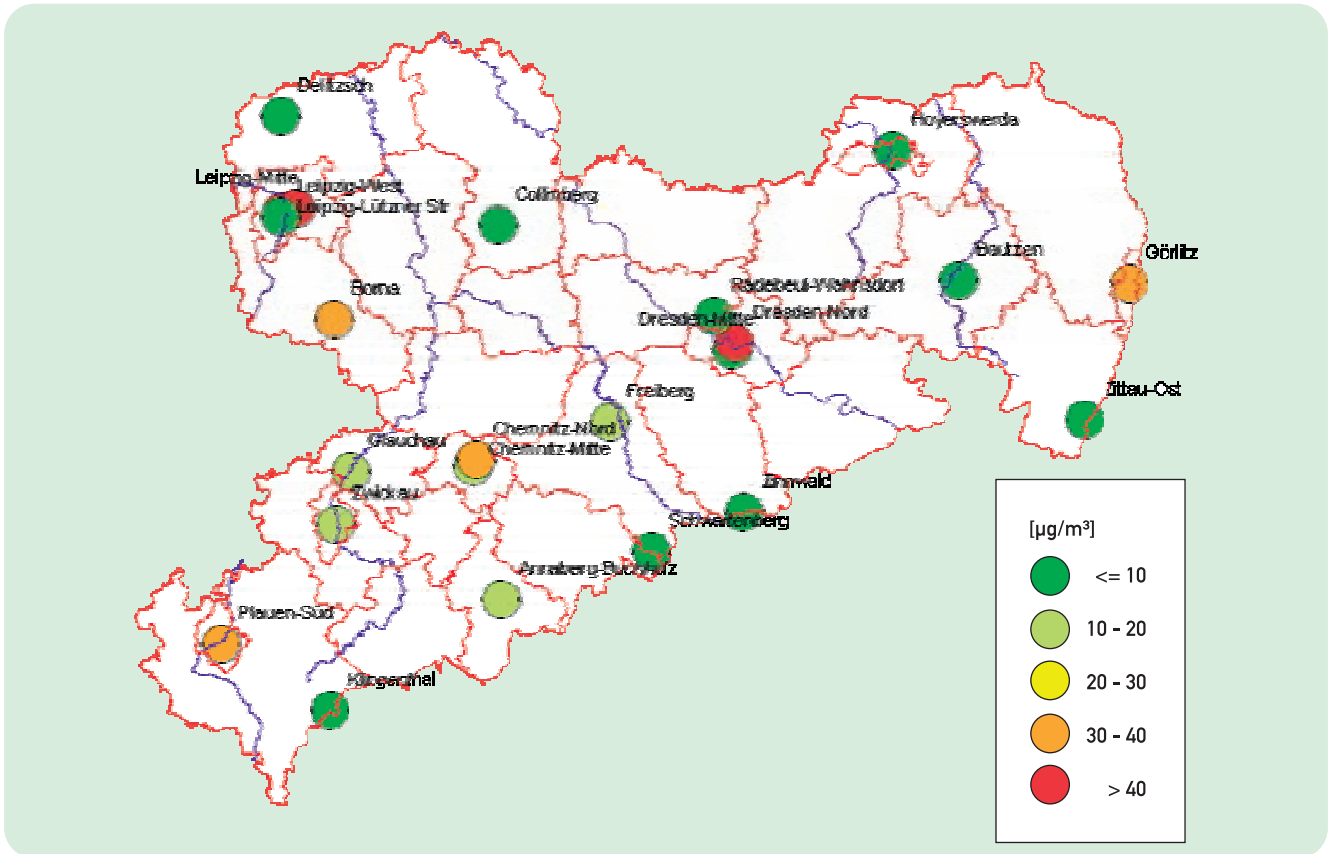 Delitzsch
Hoyerswerda
Leipzig-Mitte
Leipzig-West
Collmberg
Leipzig-Lützner Str
Bautzen
Görlitz
Borna
Radebeul-Wahnsdorf
Dresden-Mitte
Dresden-Nord
Zittau-Ost
Freiberg
Chemnitz-Nord
Glauchau
Chemnitz-Mitte
Zinnwald
Zwickau
Schwartenberg
Annaberg-Buchholz
Plauen-Süd
Klingenthal
[µg/m³]
<= 10
10 - 20
20 - 30
30 - 40
> 40